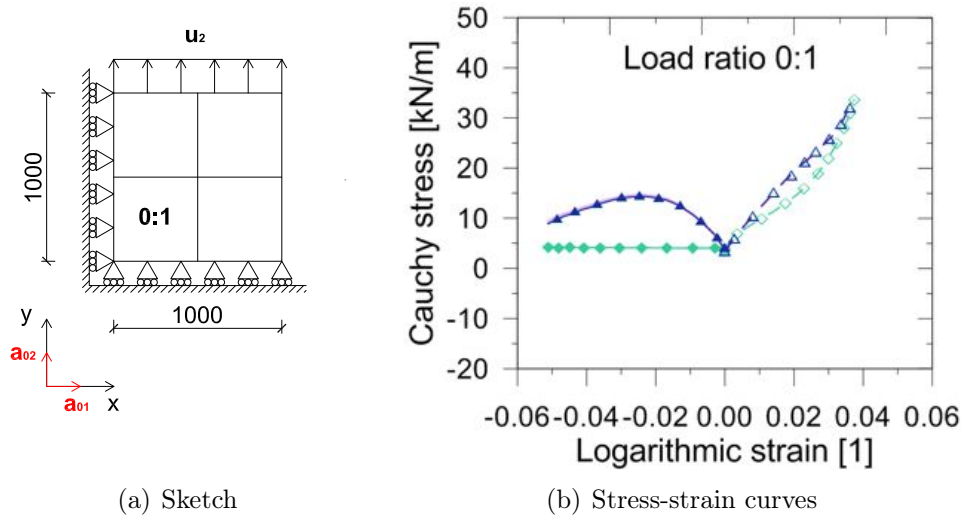 u₂
1000
0:1
1000
y
a₀₂
a₀₁
x
(a) Sketch
Load ratio 0:1
Cauchy stress [kN/m]
50
40
30
20
10
0
-10
-20
-0.06 -0.04 -0.02 0.00 0.02 0.04 0.06
Logarithmic strain [1]
(b) Stress-strain curves